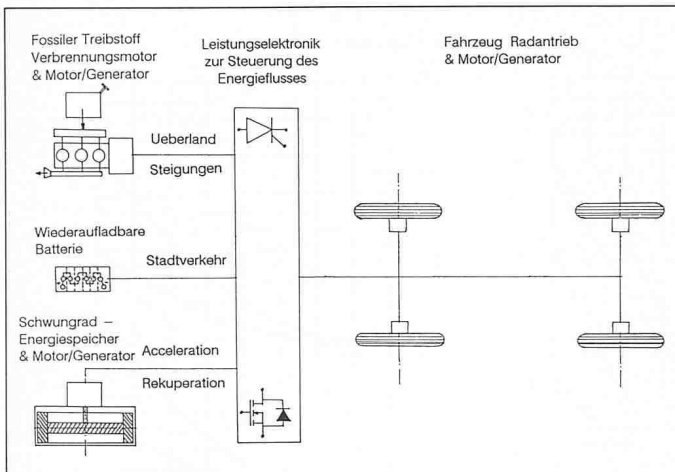 Fossiler Treibstoff
Verbrennungsmotor
& Motor/Generator
Leistungselektronik
zur Steuerung des
Energieflusses
Fahrzeug Radantrieb
& Motor/Generator
Ueberland
Steigungen
Wiederaufladbare
Batterie
Stadtverkehr
Schwungrad –
Energiespeicher
& Motor/Generator
Acceleration
Rekuperation